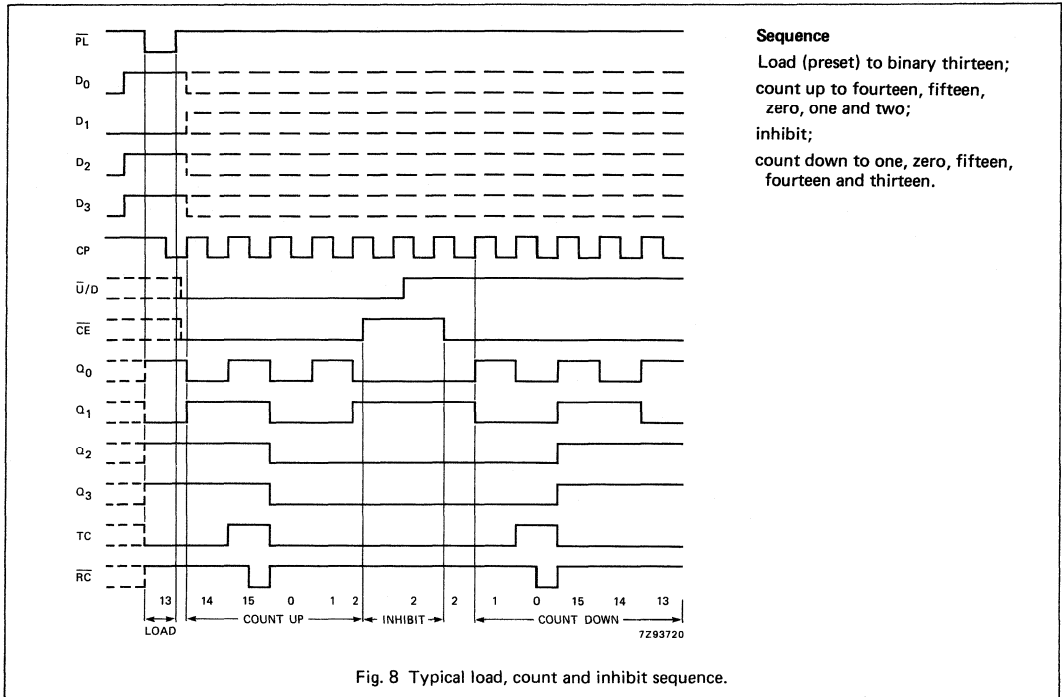 PL
D0
D1
D2
D3
CP
U/D
CE
Q0
Q1
Q2
Q3
TC
RC
13 14 15 0 1 2 2 2 1 0 15 14 13
LOAD COUNT UP INHIBIT COUNT DOWN
7Z93720
Sequence
Load (preset) to binary thirteen;
count up to fourteen, fifteen,
zero, one and two;
inhibit;
count down to one, zero, fifteen,
fourteen and thirteen.
Fig. 8 Typical load, count and inhibit sequence.